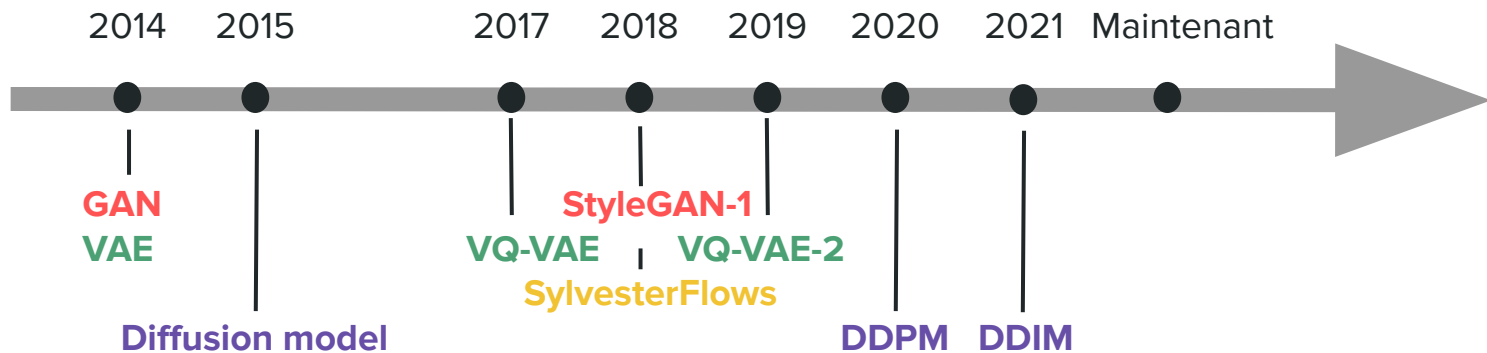 2014 2015 2017 2018 2019 2020 2021 Maintenant
GAN StyleGAN-1
VAE VQ-VAE VQ-VAE-2
SylvesterFlows
Diffusion model DDPM DDIM